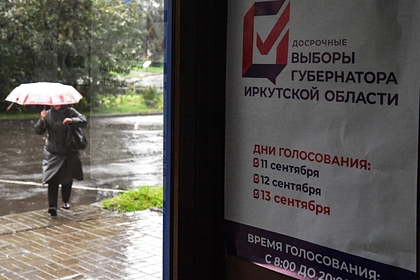 ДОСРОЧНЫЕ
ВЫБОРЫ
ГУБЕРНАТОРА
ИРКУТСКОЙ ОБЛАСТИ
ДНИ ГОЛОСОВАНИЯ:
11 сентября
12 сентября
13 сентября
ВРЕМЯ ГОЛОСОВАНИЯ:
С 8:00 ДО